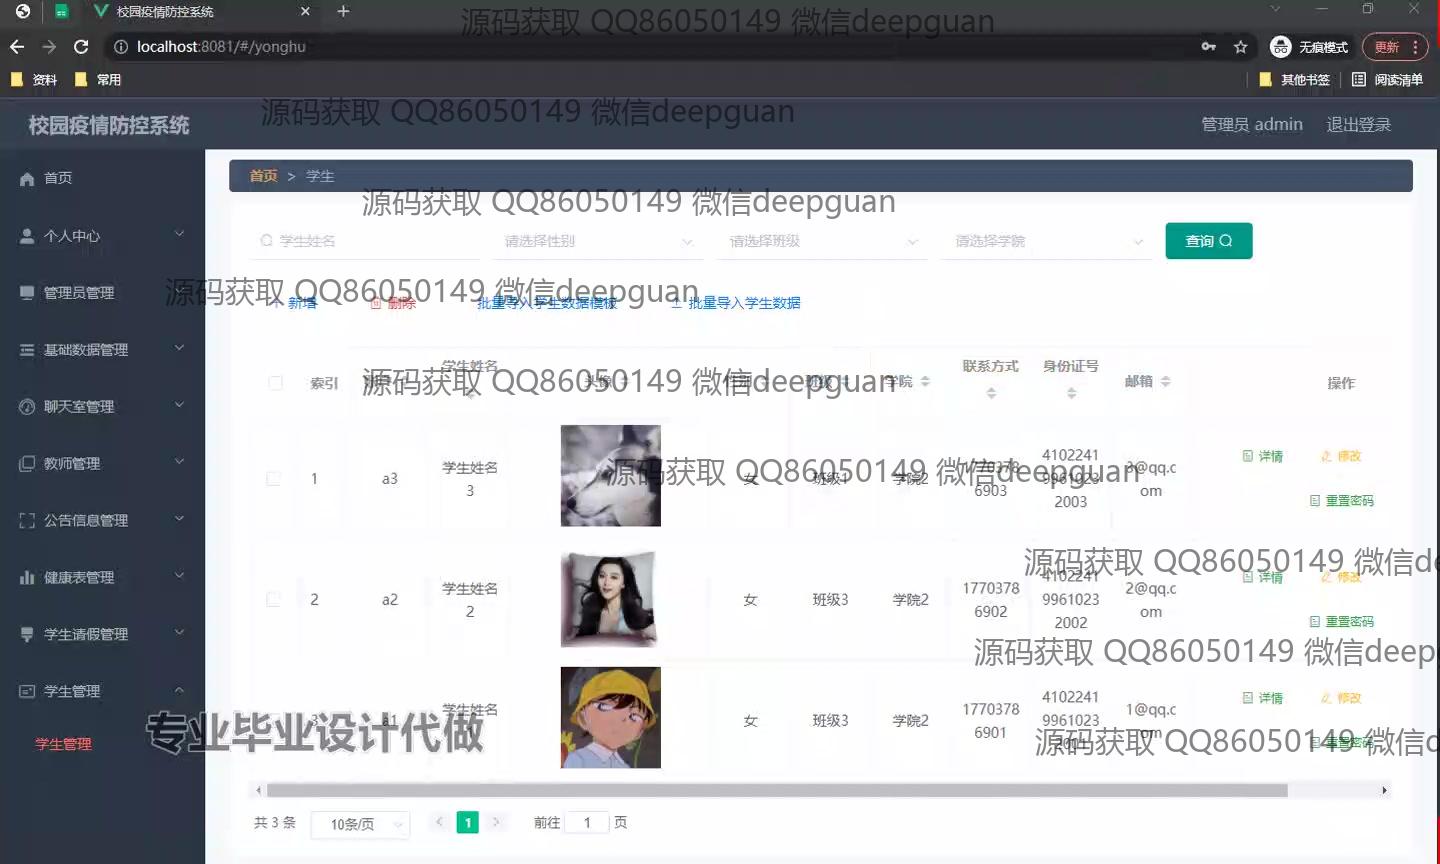 校园疫情防控系统
localhost:8081/#/yonghu
无痕模式
更新
资料
常用
其他书签
阅读清单
源码获取 QQ86050149 微信deepguan
源码获取 QQ86050149 微信deepguan
校园疫情防控系统
管理员 admin
退出登录
首页
个人中心
管理员管理
基础数据管理
聊天室管理
教师管理
公告信息管理
健康表管理
学生请假管理
学生管理
学生管理
首页 > 学生
源码获取 QQ86050149 微信deepguan
学生姓名
请选择性别
请选择班级
请选择学院
查询
源码获取 QQ86050149 微信deepguan
新增
删除
批量导入学生数据模板
批量导入学生数据
源码获取 QQ86050149 微信deepguan
索引
学生姓名
头像
班级
学院
联系方式
身份证号
邮箱
操作
源码获取 QQ86050149 微信deepguan
1
a3
学生姓名
3
女
班级1
学院2
1770378
6903
4102241
9961023
2003
3@qq.c
om
详情
修改
重置密码
源码获取 QQ86050149 微信de
2
a2
学生姓名
2
女
班级3
学院2
1770378
6902
4102241
9961023
2002
2@qq.c
om
详情
修改
重置密码
源码获取 QQ86050149 微信deep
3
a1
学生姓名
女
班级3
学院2
1770378
6901
4102241
9961023
1@qq.c
om
详情
修改
重置密码
源码获取 QQ86050149 微信d
专业毕业设计代做
共 3 条
10条/页
1
前往
1
页